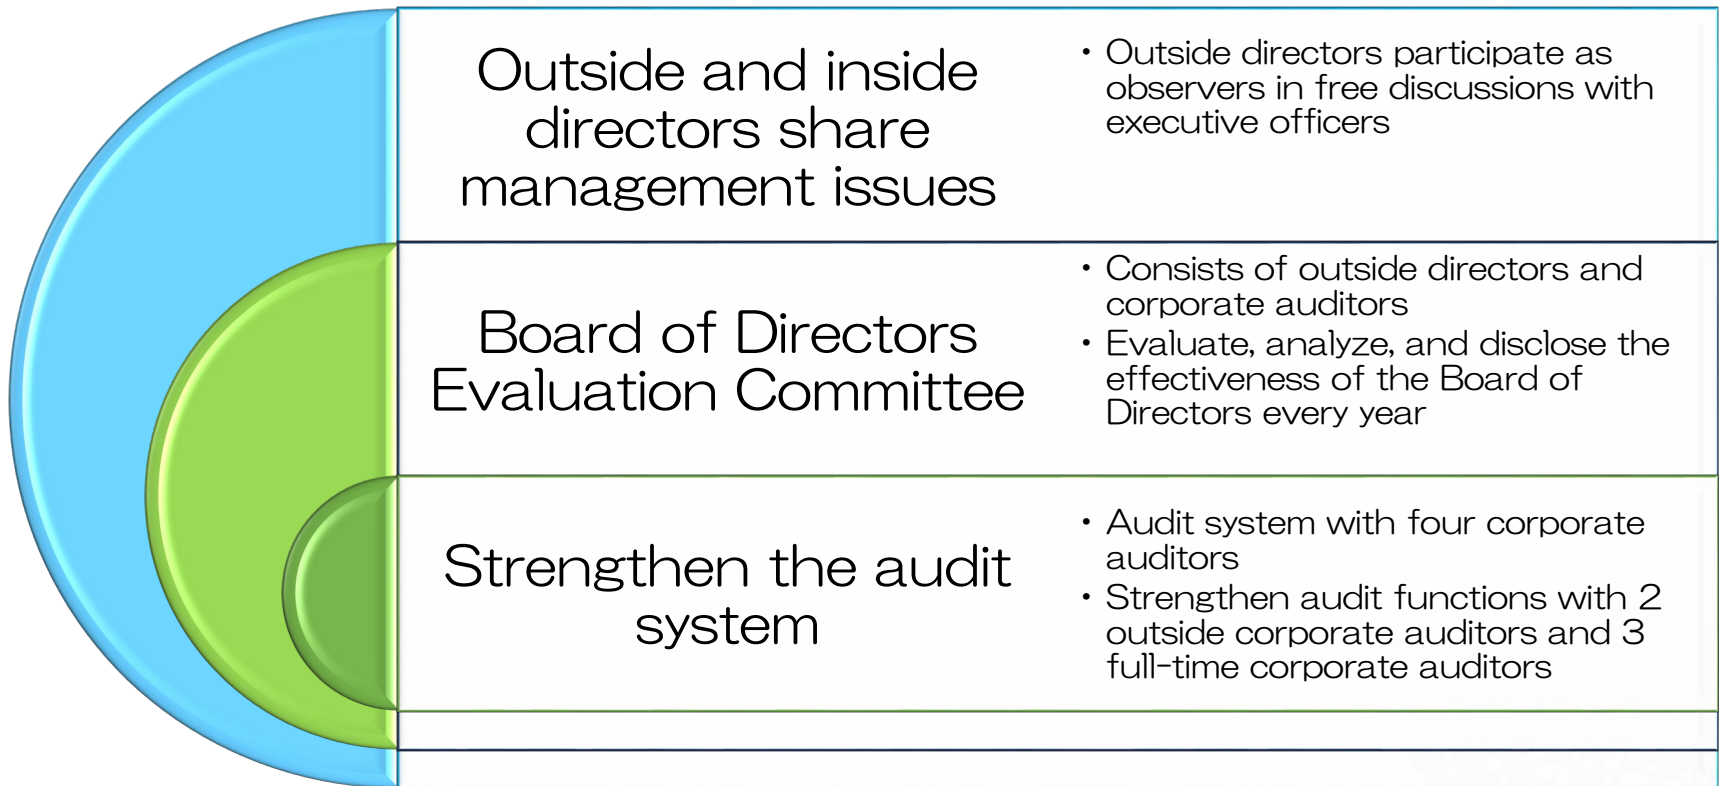 Outside and inside
directors share
management issues
• Outside directors participate as
observers in free discussions with
executive officers
Board of Directors
Evaluation Committee
• Consists of outside directors and
corporate auditors
• Evaluate, analyze, and disclose the
effectiveness of the Board of
Directors every year
Strengthen the audit
system
• Audit system with four corporate
auditors
• Strengthen audit functions with 2
outside corporate auditors and 3
full-time corporate auditors